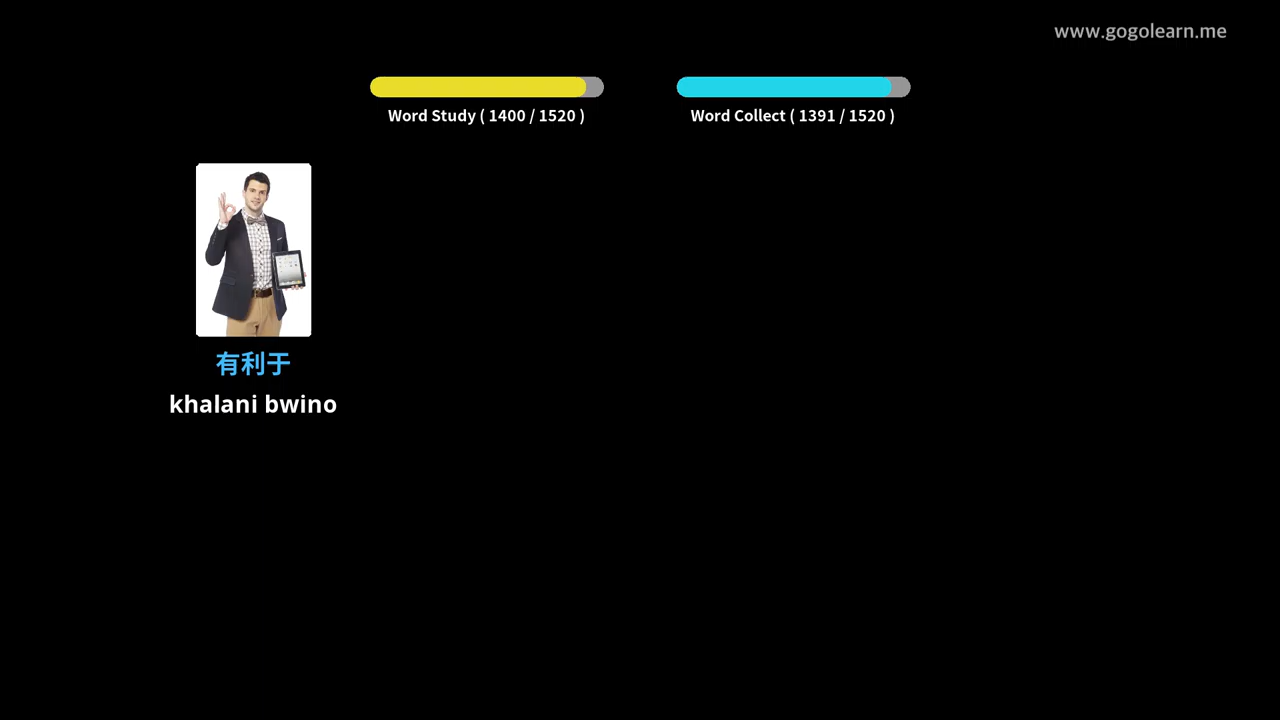 www.gogolearn.me
Word Study ( 1400 / 1520 )
Word Collect ( 1391 / 1520 )
有利于
khalani bwino